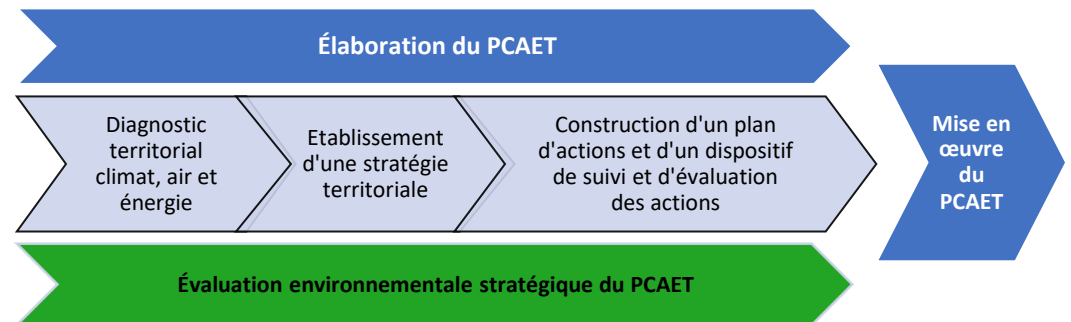 Élaboration du PCAET
Diagnostic
territorial
climat, air et
énergie
Etablissement
d'une stratégie
territoriale
Construction d'un plan
d'actions et d'un dispositif
de suivi et d'évaluation
des actions
Mise en
œuvre
du
PCAET
Évaluation environnementale stratégique du PCAET